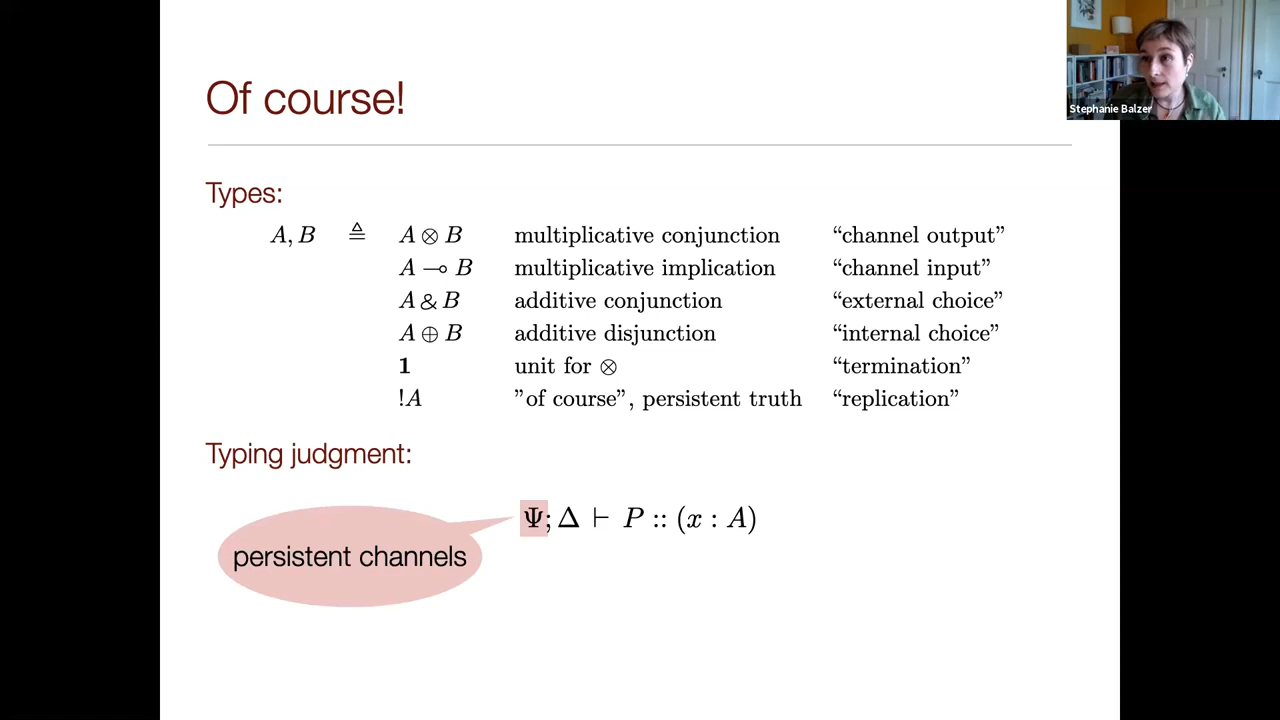 Of course!
Stephanie Balzer
Types:
A, B ≜ A ⊗ B multiplicative conjunction “channel output”
A ⊸ B multiplicative implication “channel input”
A & B additive conjunction “external choice”
A ⊕ B additive disjunction “internal choice”
1 unit for ⊗ “termination”
!A ”of course”, persistent truth “replication”
Typing judgment:
Ψ; Δ ⊢ P :: (x : A)
persistent channels